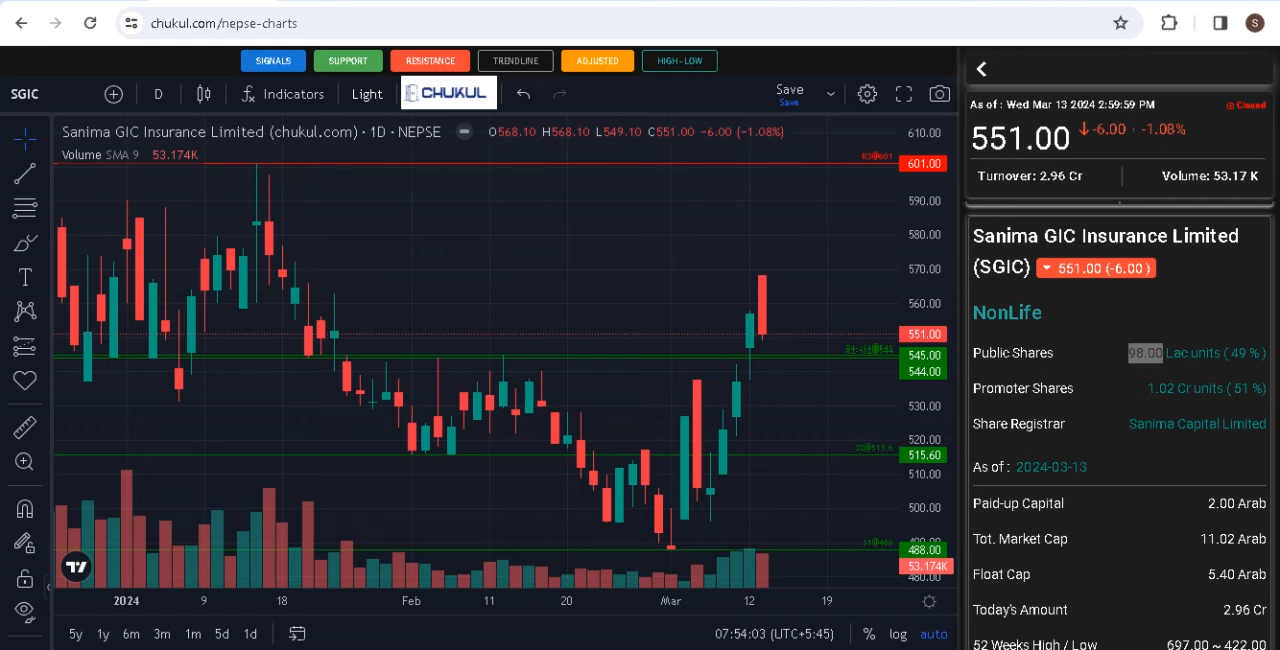 chukul.com/nepse-charts
S
SIGNALS SUPPORT RESISTANCE TRENDLINE ADJUSTED HIGH-LOW
SGIC D Indicators Light CHUKUL Save
Save
Sanima GIC Insurance Limited (chukul.com) · 1D · NEPSE O568.10 H568.10 L549.10 C551.00 -6.00 (-1.08%)
Volume SMA 9 53.174K
610.00
601.00
590.00
580.00
570.00
560.00
551.00
545.00
544.00
530.00
520.00
S2@515.6
515.60
510.00
500.00
490.00
488.00
53.174K
480.00
2024 9 18 Feb 11 20 Mar 12 19
5y 1y 6m 3m 1m 5d 1d 07:54:03 (UTC+5:45) % log auto
As of : Wed Mar 13 2024 2:59:59 PM Closed
551.00 -6.00 · -1.08%
Turnover: 2.96 Cr Volume: 53.17 K
Sanima GIC Insurance Limited
(SGIC) 551.00 (-6.00 )
NonLife
Public Shares 98.00 Lac units ( 49 % )
Promoter Shares 1.02 Cr units ( 51 % )
Share Registrar Sanima Capital Limited
As of : 2024-03-13
Paid-up Capital 2.00 Arab
Tot. Market Cap 11.02 Arab
Float Cap 5.40 Arab
Today's Amount 2.96 Cr
52 Weeks High / Low 697.00 ~ 422.00